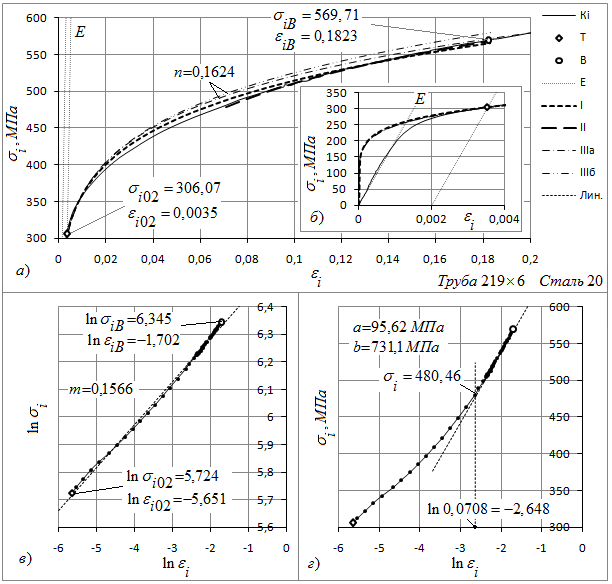 600
550
500
450
400
350
300
σi , МПа
E
n=0,1624
σiB = 569,71
εiB = 0,1823
σi02 = 306,07
εi02 = 0,0035
0
0,02
0,04
0,06
0,08
0,1
0,12
0,14
0,16
0,18
0,2
εi
а)
350
300
250
200
150
100
50
0
σi , МПа
E
0
0,002
0,004
εi
б)
Ki
T
B
E
I
II
IIIa
IIIб
Лин.
Труба 219×6 Сталь 20
ln σiB = 6,345
ln εiB = −1,702
m=0,1566
ln σi02 = 5,724
ln εi02 = −5,651
6,4
6,3
6,2
6,1
6
5,9
5,8
5,7
5,6
ln σi
-6
-5
-4
-3
-2
-1
0
ln εi
в)
a=95,62 МПа
b=731,1 МПа
σi = 480,46
ln 0,0708 = −2,648
600
550
500
450
400
350
300
σi , МПа
-6
-5
-4
-3
-2
-1
0
ln εi
г)